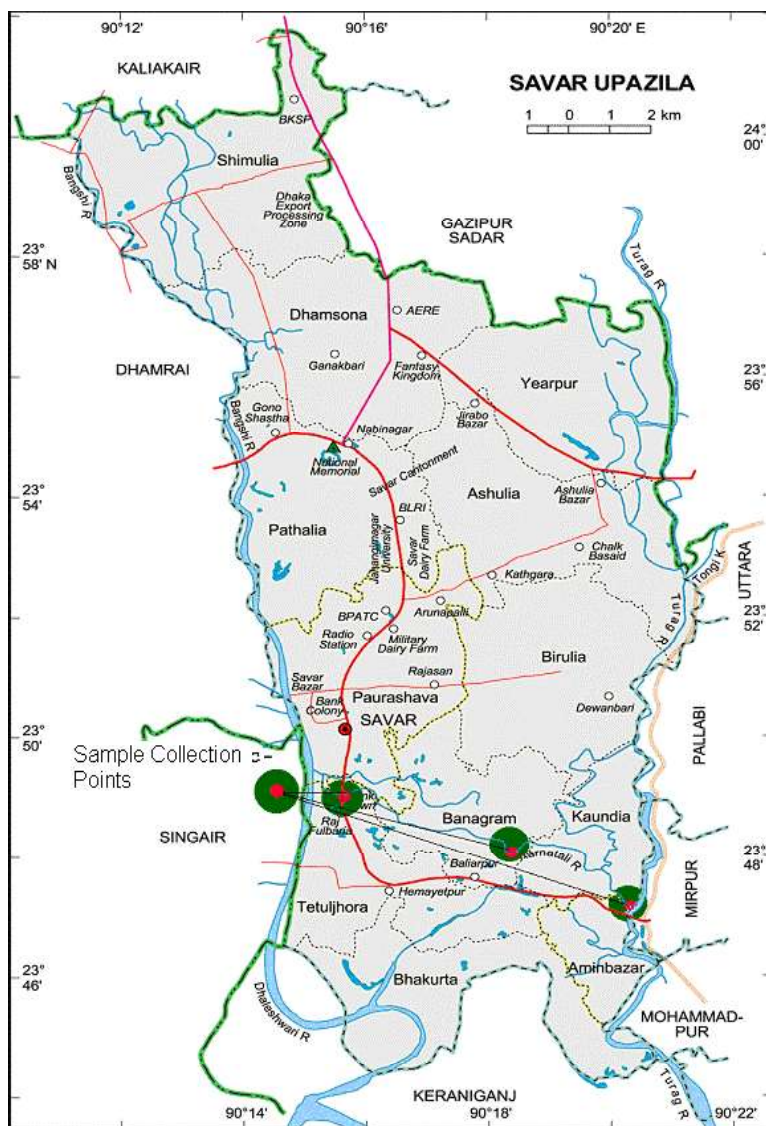 90°12'
90°16'
90°20'
KALIAKAIR
SAVAR UPAZILA
BKSP
1 0 1 2 km
24°
00'
Shimulia
Bangshi R
Dhaka
Export
Processing
Zone
GAZIPUR
SADAR
Turag R
23°
58' N
AERE
Dhamsona
Ganakbari
Fantasy
Kingdom
DHAMRAI
23°
56'
Yearpur
Jirabo
Bazar
Gono
Shastha
Bangshi R
Nabinagar
National
Memorial
Savar Cantonment
23°
54'
Ashulia
Ashulia
Bazar
BLRI
Pathalia
Jahangirnagar
University
Savar
Dairy Farm
Chalk
Basaid
Kathgara
Tongi K
UTTARA
23°
52'
BPATC
Arunapalli
Turag R
Radio
Station
Military
Dairy Farm
Birulia
Rajasan
Savar
Bazar
Paurashava
Bank
Colony
SAVAR
Dewanbari
PALLABI
23°
50'
Sample Collection
Points
Banagram
Kaundia
Raj
Fulbaria
SINGAIR
23°
48'
Baliarpur
Hemayetpur
MIRPUR
Tetuljhora
23°
46'
Aminbazar
Bhakurta
Dhaleshwari R
MOHAMMAD-
PUR
KERANIGANJ
Turag R
90°14'
90°18'
90°22'